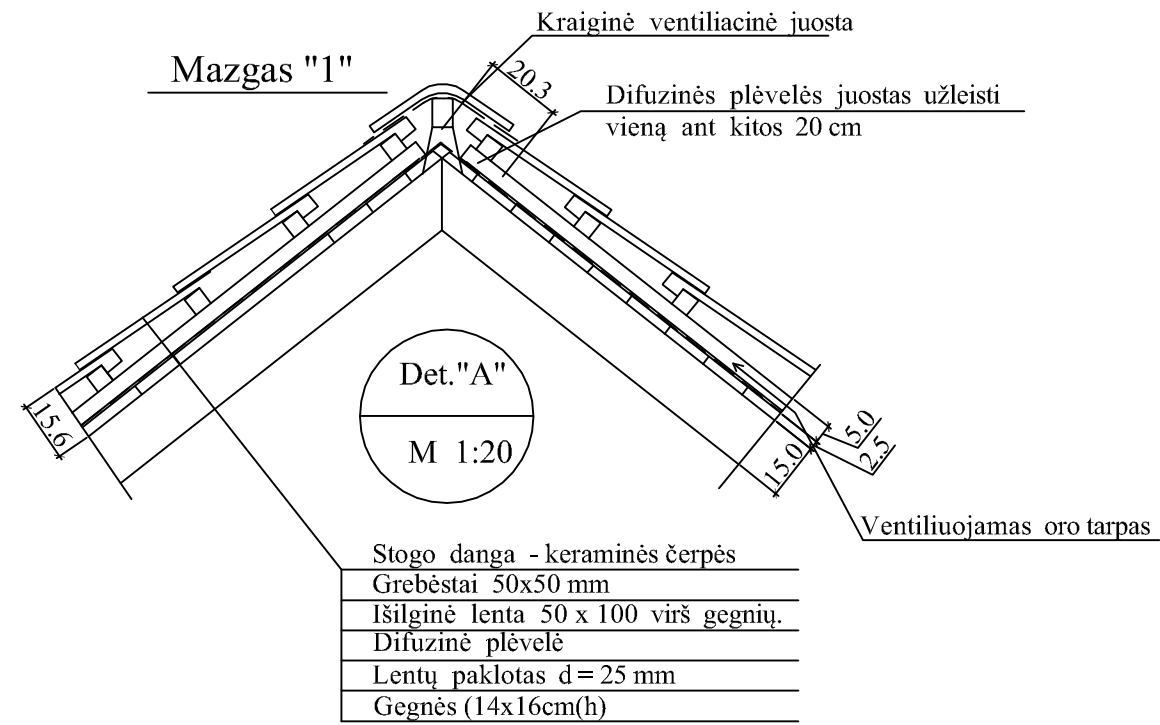 Kraiginė ventiliacinė juosta
Mazgas "1"
20.3
Difuzinės plėvelės juostas užleisti
vieną ant kitos 20 cm
Det."A"
M 1:20
15.6
5.0
2.5
15.0
Ventiliuojamas oro tarpas
Stogo danga - keraminės čerpės
Grebėstai 50x50 mm
Išilginė lenta 50 x 100 virš gegnių.
Difuzinė plėvelė
Lentų paklotas d = 25 mm
Gegnės (14x16cm(h)